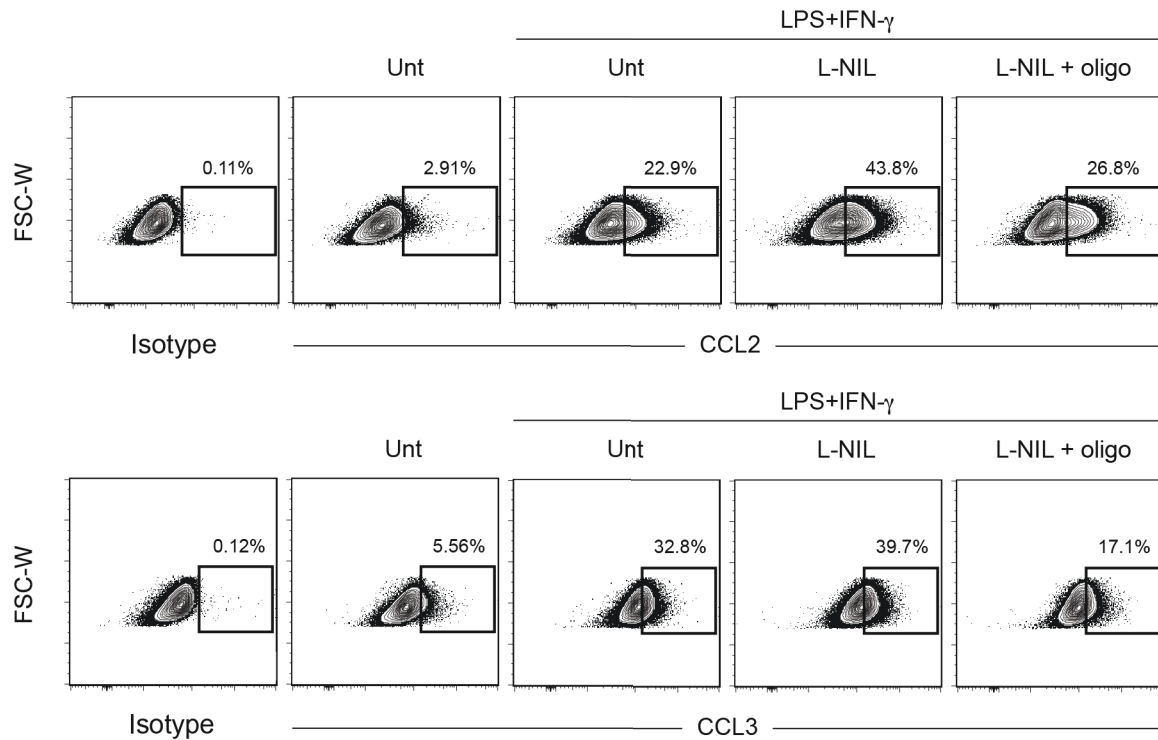 LPS+IFN-γ
Unt Unt L-NIL L-NIL + oligo
FSC-W
0.11% 2.91% 22.9% 43.8% 26.8%
Isotype CCL2
LPS+IFN-γ
Unt Unt L-NIL L-NIL + oligo
FSC-W
0.12% 5.56% 32.8% 39.7% 17.1%
Isotype CCL3